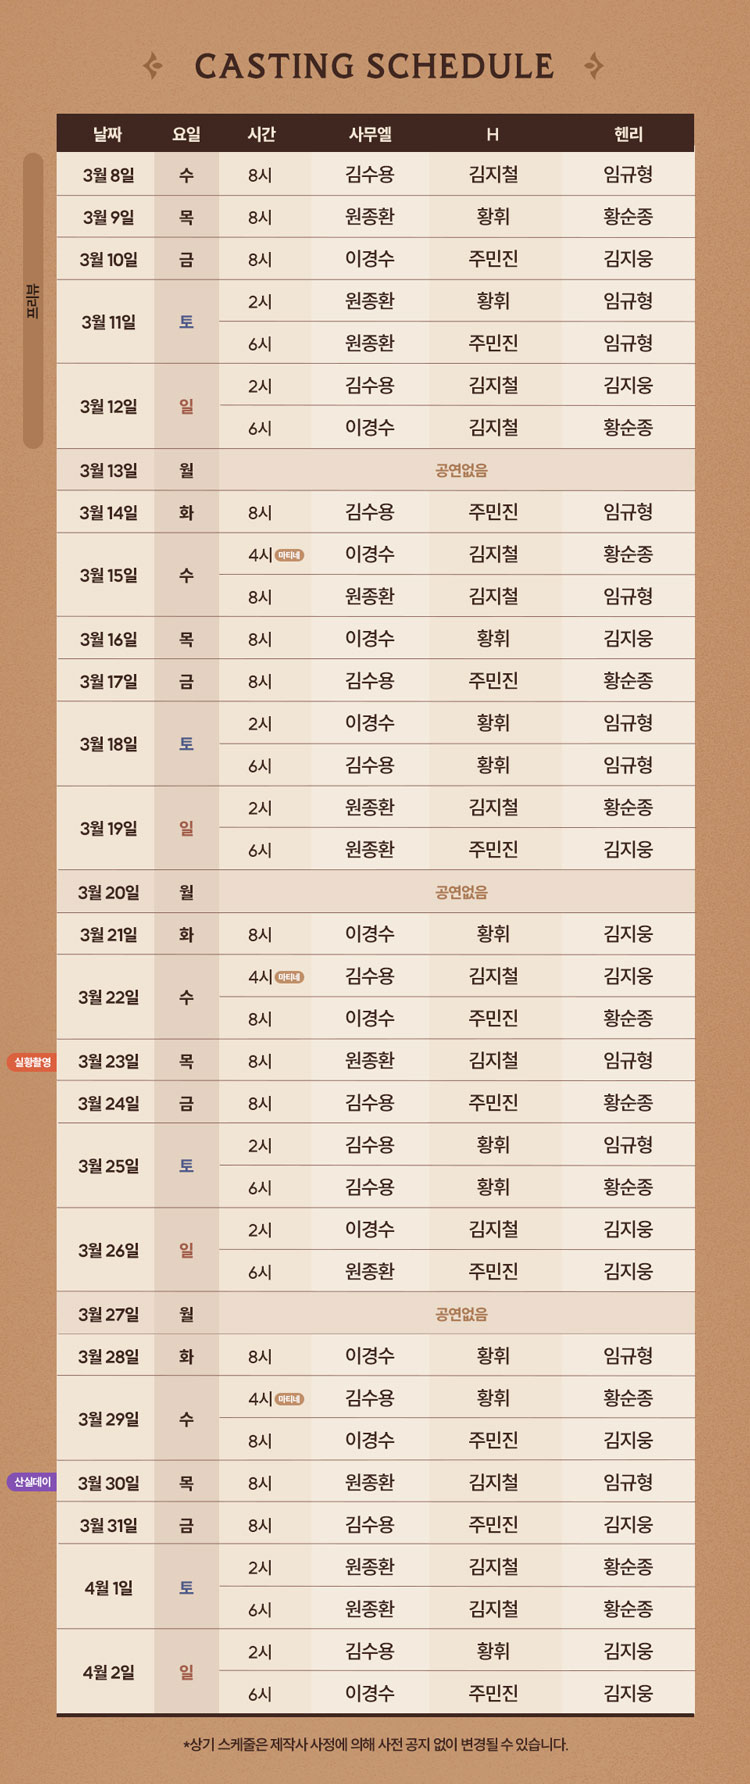 CASTING SCHEDULE
날짜 요일 시간 사무엘 H 헨리
프리뷰
3월 8일 수 8시 김수용 김지철 임규형
3월 9일 목 8시 원종환 황휘 황순종
3월 10일 금 8시 이경수 주민진 김지웅
3월 11일 토 2시 원종환 황휘 임규형
6시 원종환 주민진 임규형
3월 12일 일 2시 김수용 김지철 김지웅
6시 이경수 김지철 황순종
3월 13일 월 공연없음
3월 14일 화 8시 김수용 주민진 임규형
3월 15일 수 4시 마티네 이경수 김지철 황순종
8시 원종환 김지철 임규형
3월 16일 목 8시 이경수 황휘 김지웅
3월 17일 금 8시 김수용 주민진 황순종
3월 18일 토 2시 이경수 황휘 임규형
6시 김수용 황휘 임규형
3월 19일 일 2시 원종환 김지철 황순종
6시 원종환 주민진 김지웅
3월 20일 월 공연없음
3월 21일 화 8시 이경수 황휘 김지웅
3월 22일 수 4시 마티네 김수용 김지철 김지웅
8시 이경수 주민진 황순종
실황촬영 3월 23일 목 8시 원종환 김지철 임규형
3월 24일 금 8시 김수용 주민진 황순종
3월 25일 토 2시 김수용 황휘 임규형
6시 김수용 황휘 황순종
3월 26일 일 2시 이경수 김지철 김지웅
6시 원종환 주민진 김지웅
3월 27일 월 공연없음
3월 28일 화 8시 이경수 황휘 임규형
3월 29일 수 4시 마티네 김수용 황휘 황순종
8시 이경수 주민진 김지웅
산실데이 3월 30일 목 8시 원종환 김지철 임규형
3월 31일 금 8시 김수용 주민진 김지웅
4월 1일 토 2시 원종환 김지철 황순종
6시 원종환 김지철 황순종
4월 2일 일 2시 김수용 황휘 김지웅
6시 이경수 주민진 김지웅
*상기 스케줄은 제작사 사정에 의해 사전 공지 없이 변경될 수 있습니다.